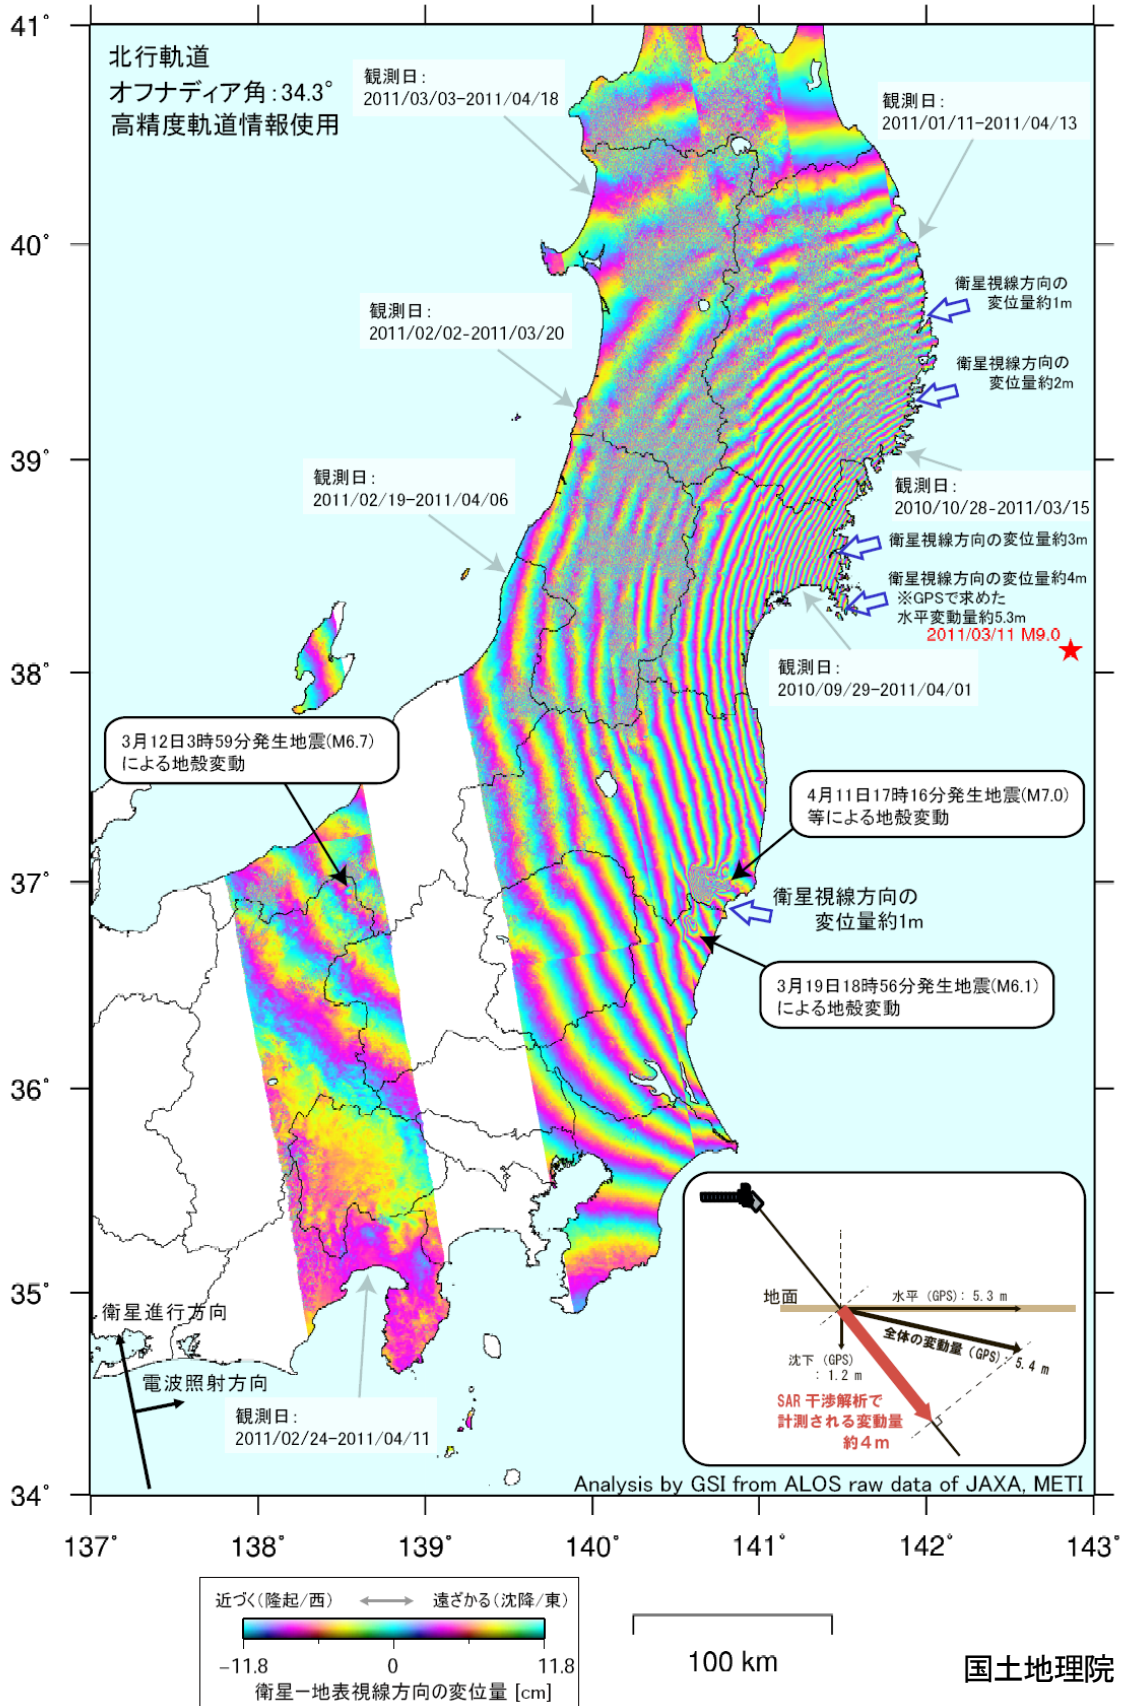 41°
40°
39°
38°
37°
36°
35°
34°
137°
138°
139°
140°
141°
142°
143°
北行軌道
オフナディア角：34.3°
高精度軌道情報使用
観測日：
2011/03/03-2011/04/18
観測日：
2011/01/11-2011/04/13
衛星視線方向の
変位量約1m
観測日：
2011/02/02-2011/03/20
衛星視線方向の
変位量約2m
観測日：
2011/02/19-2011/04/06
観測日：
2010/10/28-2011/03/15
衛星視線方向の変位量約3m
衛星視線方向の変位量約4m
※GPSで求めた
水平変動量約5.3m
2011/03/11 M9.0
観測日：
2010/09/29-2011/04/01
3月12日3時59分発生地震(M6.7)
による地殻変動
4月11日17時16分発生地震(M7.0)
等による地殻変動
衛星視線方向の
変位量約1m
3月19日18時56分発生地震(M6.1)
による地殻変動
地面
水平（GPS）：5.3 m
全体の変動量（GPS）：5.4 m
沈下（GPS）
：1.2 m
SAR 干渉解析で
計測される変動量
約4m
衛星進行方向
電波照射方向
観測日：
2011/02/24-2011/04/11
Analysis by GSI from ALOS raw data of JAXA, METI
近づく(隆起/西)
遠ざかる(沈降/東)
-11.8
0
11.8
衛星－地表視線方向の変位量 [cm]
100 km
国土地理院